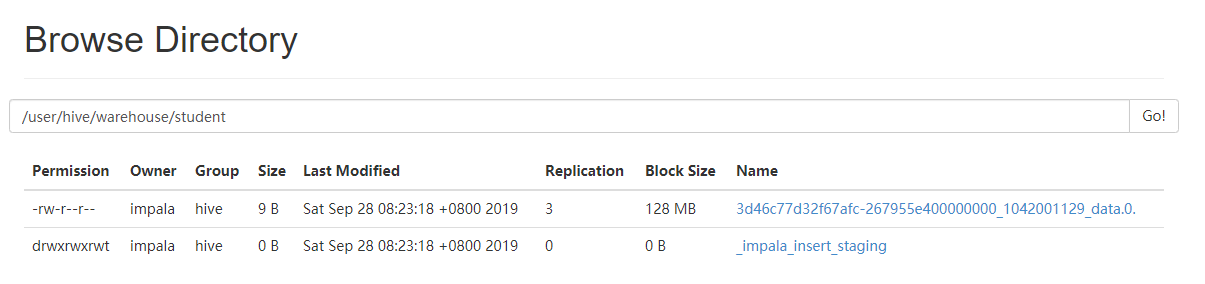 Browse Directory
/user/hive/warehouse/student Go!
Permission Owner Group Size Last Modified Replication Block Size Name
-rw-r--r-- impala hive 9 B Sat Sep 28 08:23:18 +0800 2019 3 128 MB 3d46c77d32f67afc-267955e400000000_1042001129_data.0.
drwxrwxrwt impala hive 0 B Sat Sep 28 08:23:18 +0800 2019 0 0 B _impala_insert_staging